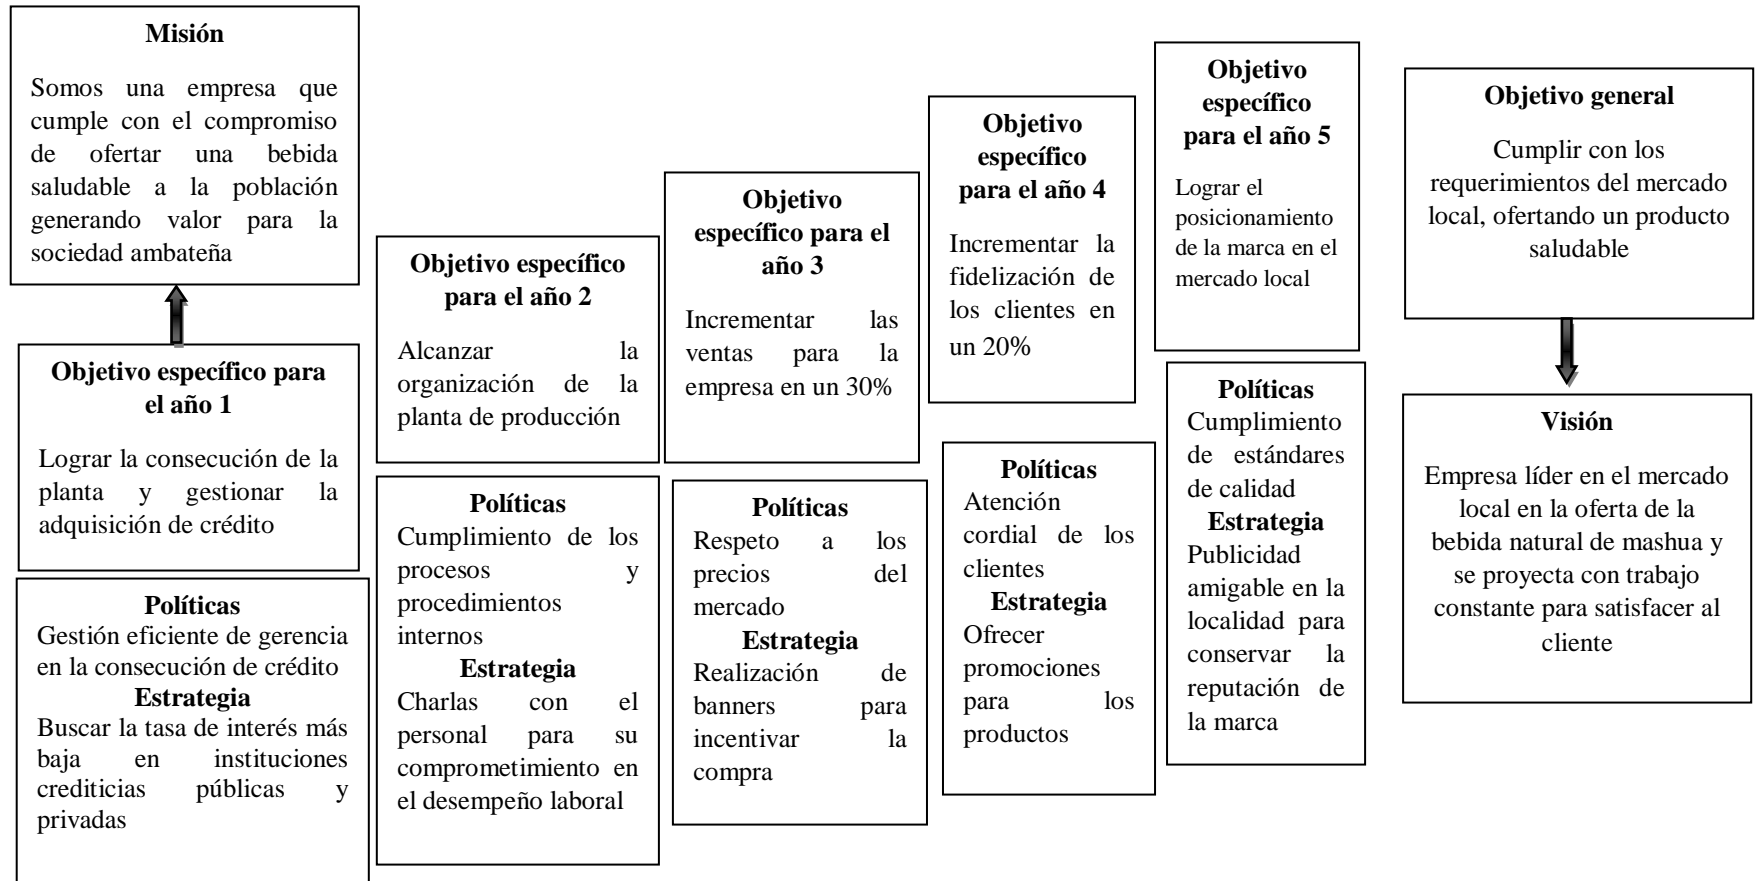 Misión
Somos una empresa que
cumple con el compromiso
de ofertar una bebida
saludable a la población
generando valor para la
sociedad ambateña
Objetivo específico para
el año 1
Lograr la consecución de la
planta y gestionar la
adquisición de crédito
Políticas
Gestión eficiente de gerencia
en la consecución de crédito
Estrategia
Buscar la tasa de interés más
baja en instituciones
crediticias públicas y
privadas
Objetivo específico
para el año 2
Alcanzar la
organización de la
planta de producción
Políticas
Cumplimiento de los
procesos y
procedimientos
internos
Estrategia
Charlas con el
personal para su
comprometimiento en
el desempeño laboral
Objetivo
específico para el
año 3
Incrementar las
ventas para la
empresa en un 30%
Políticas
Respeto a los
precios del
mercado
Estrategia
Realización de
banners para
incentivar la
compra
Objetivo
específico
para el año 4
Incrementar la
fidelización de
los clientes en
un 20%
Políticas
Atención
cordial de los
clientes
Estrategia
Ofrecer
promociones
para los
productos
Objetivo
específico
para el año 5
Lograr el
posicionamiento
de la marca en el
mercado local
Políticas
Cumplimiento
de estándares
de calidad
Estrategia
Publicidad
amigable en la
localidad para
conservar la
reputación de
la marca
Objetivo general
Cumplir con los
requerimientos del mercado
local, ofertando un producto
saludable
Visión
Empresa líder en el mercado
local en la oferta de la
bebida natural de mashua y
se proyecta con trabajo
constante para satisfacer al
cliente